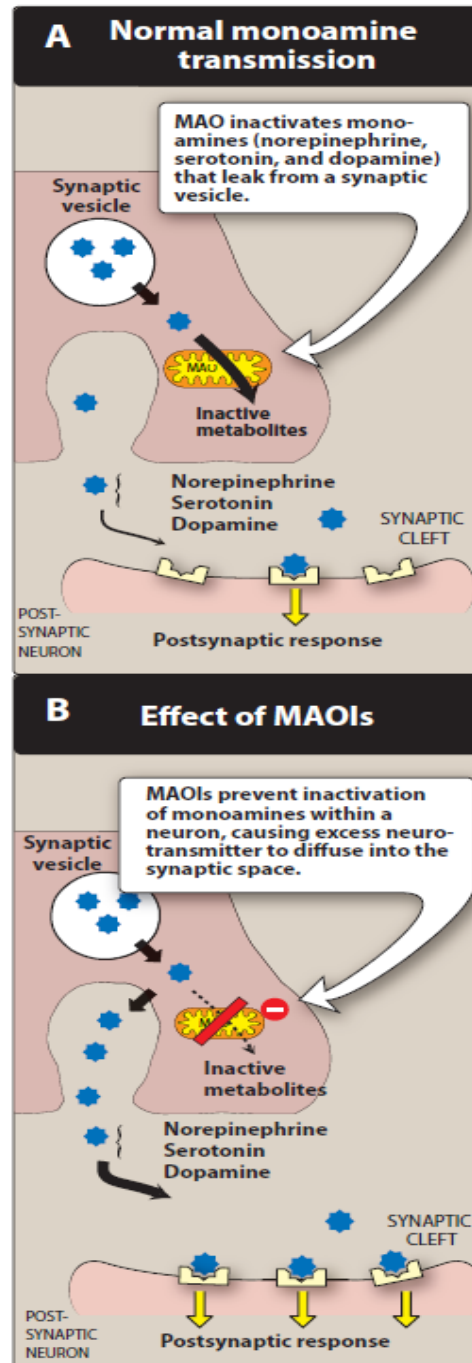 A Normal monoamine
transmission
MAO inactivates mono-
amines (norepinephrine,
serotonin, and dopamine)
that leak from a synaptic
vesicle.
Synaptic
vesicle
MAO
Inactive
metabolites
Norepinephrine
Serotonin
Dopamine
SYNAPTIC
CLEFT
POST-
SYNAPTIC
NEURON
Postsynaptic response
B Effect of MAOIs
MAOIs prevent inactivation
of monoamines within a
neuron, causing excess neuro-
transmitter to diffuse into the
synaptic space.
Synaptic
vesicle
Inactive
metabolites
Norepinephrine
Serotonin
Dopamine
SYNAPTIC
CLEFT
POST-
SYNAPTIC
NEURON
Postsynaptic response